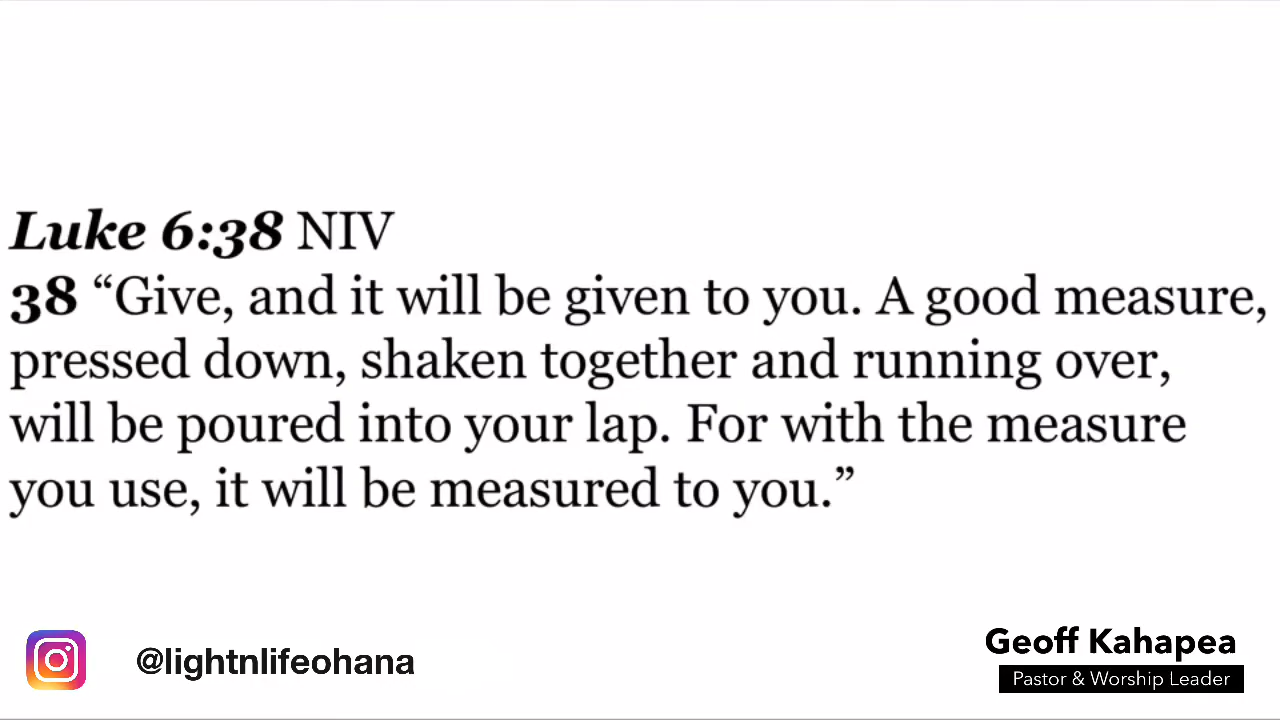 Luke 6:38 NIV
38 “Give, and it will be given to you. A good measure,
pressed down, shaken together and running over,
will be poured into your lap. For with the measure
you use, it will be measured to you.”
@lightnlifeohana
Geoff Kahapea
Pastor & Worship Leader